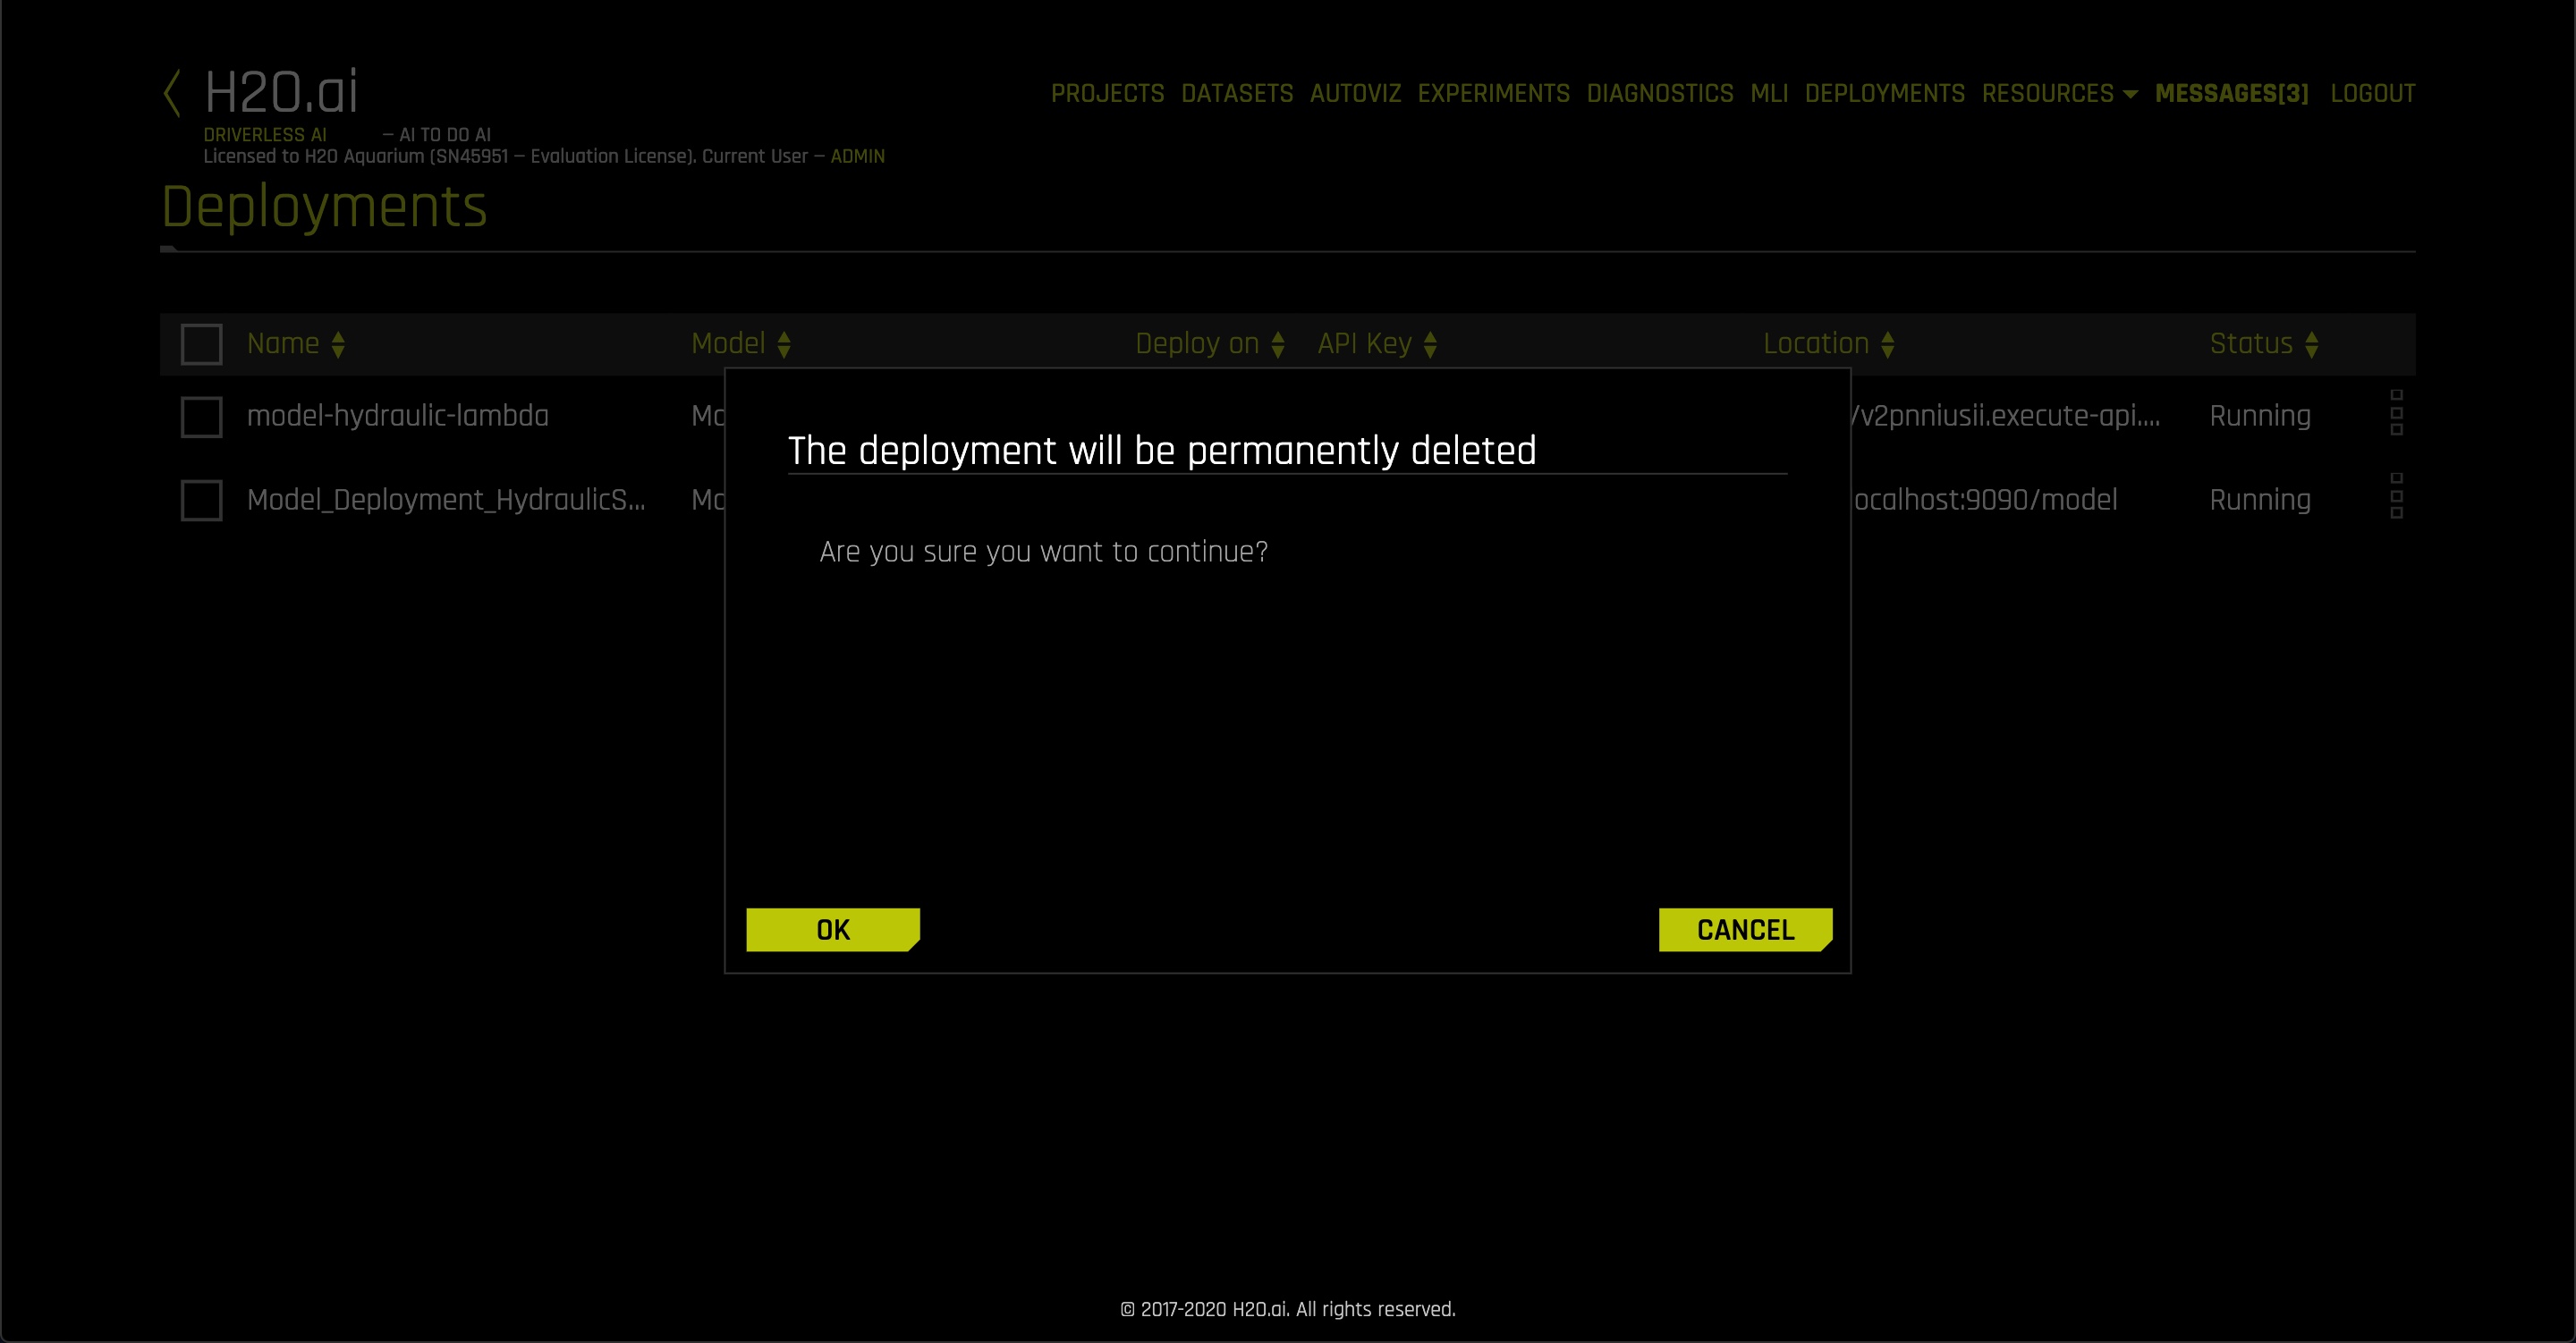 H2O.ai
PROJECTS DATASETS AUTOVIZ EXPERIMENTS DIAGNOSTICS MLI DEPLOYMENTS RESOURCES MESSAGES[3] LOGOUT
DRIVERLESS AI — AI TO DO AI
Licensed to H2O Aquarium (SN45951 — Evaluation License). Current User — ADMIN
Deployments
Name Model Deploy on API Key Location Status
model-hydraulic-lambda Mo /v2pnniusii.execute-api.... Running
Model_Deployment_HydraulicS... Mo ocalhost:9090/model Running
The deployment will be permanently deleted
Are you sure you want to continue?
OK CANCEL
© 2017-2020 H2O.ai. All rights reserved.